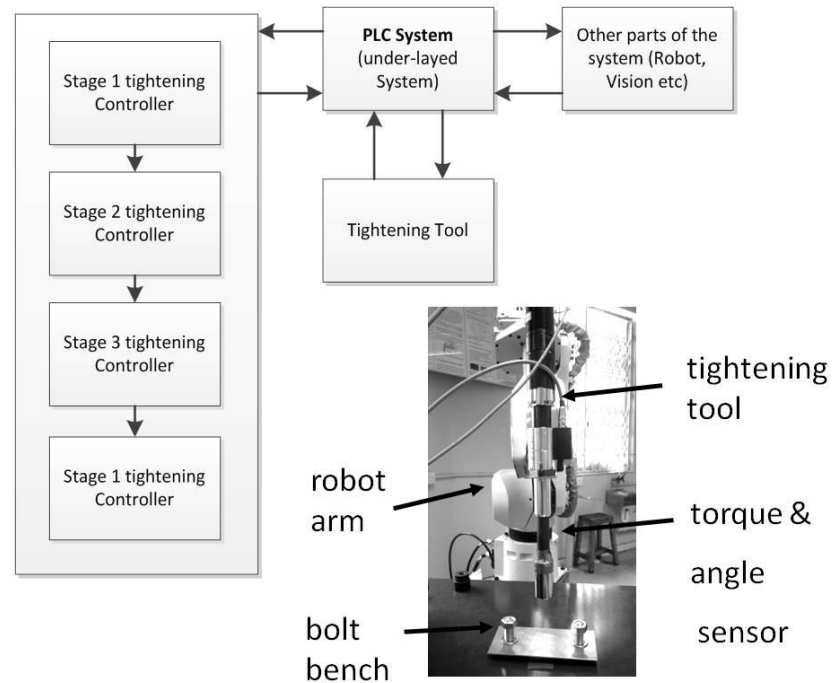 Stage 1 tightening
Controller
Stage 2 tightening
Controller
Stage 3 tightening
Controller
Stage 1 tightening
Controller
PLC System
(under-layed
System)
Other parts of the
system (Robot,
Vision etc)
Tightening Tool
tightening
tool
robot
arm
torque &
angle
sensor
bolt
bench